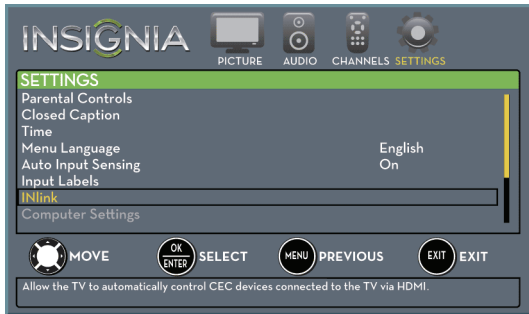 INSIGNIA
PICTURE AUDIO CHANNELS SETTINGS
SETTINGS
Parental Controls
Closed Caption
Time
Menu Language English
Auto Input Sensing On
Input Labels
INlink
Computer Settings
MOVE OK ENTER SELECT MENU PREVIOUS EXIT EXIT
Allow the TV to automatically control CEC devices connected to the TV via HDMI.